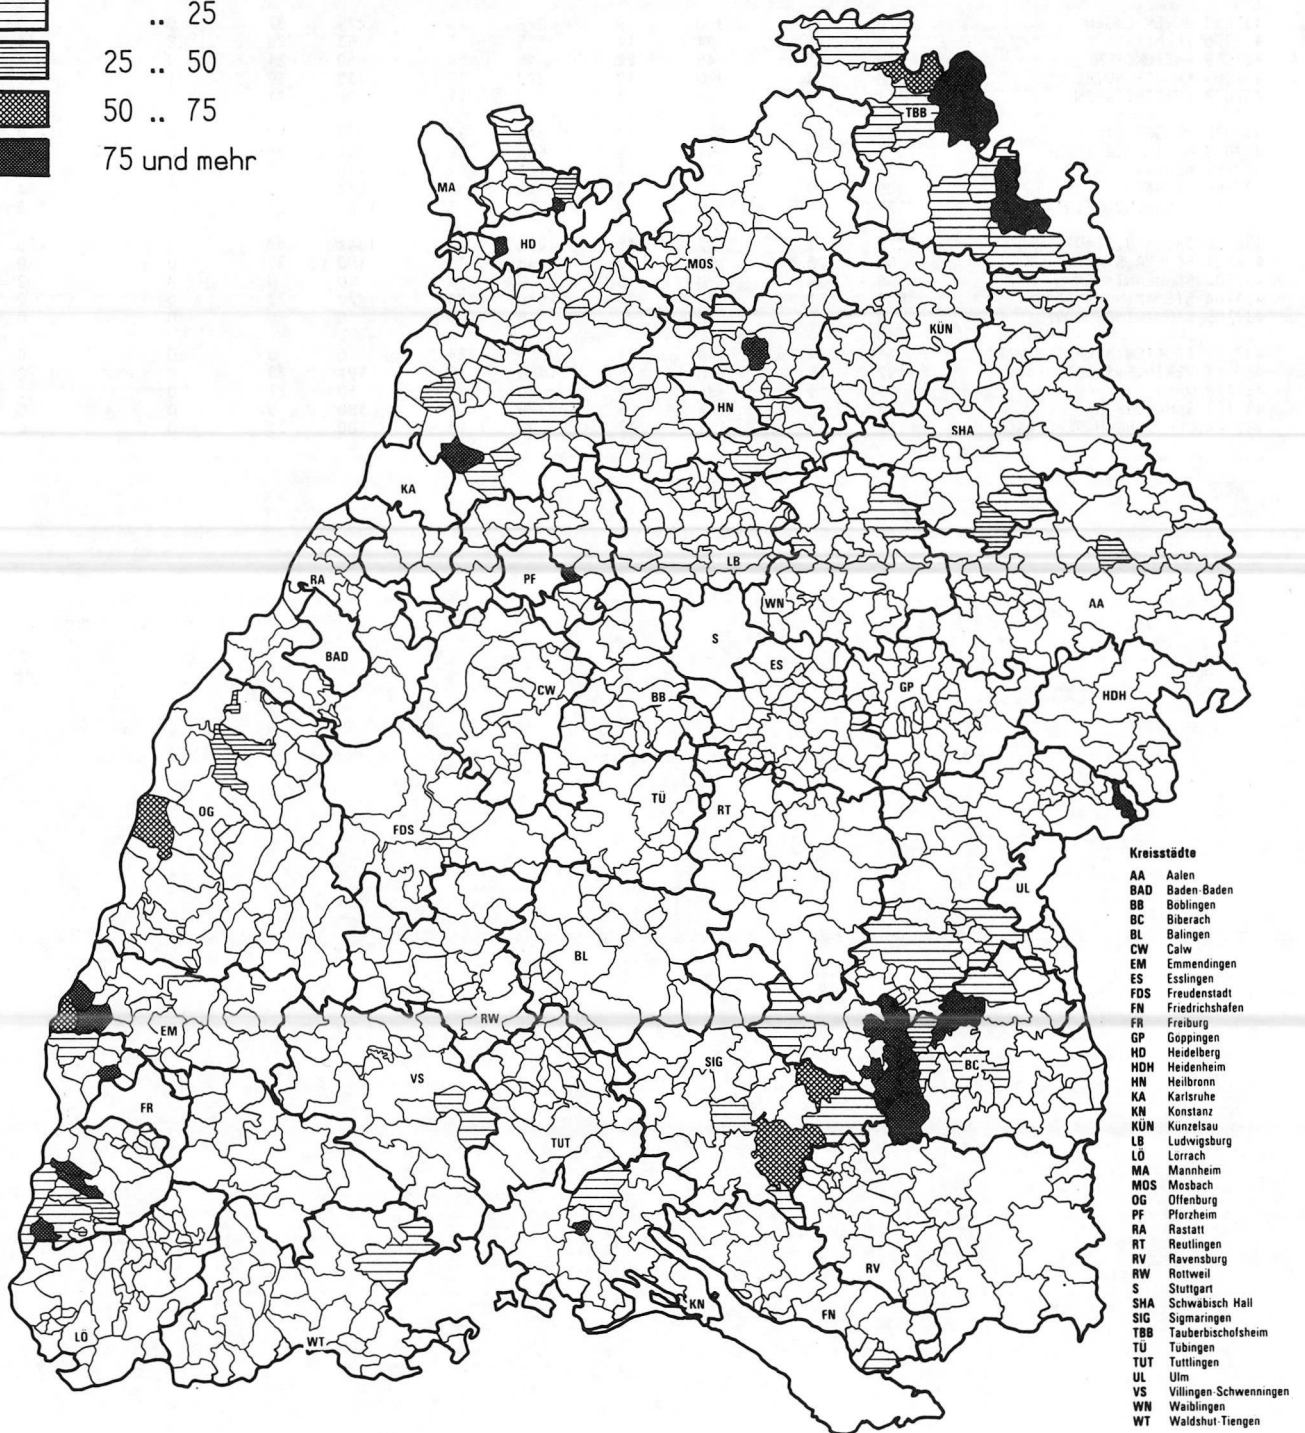 .. 25
25 .. 50
50 .. 75
75 und mehr
TBB
MA
HD
MOS
KÜN
HN
SHA
KA
LB
PF
RA
WN
AA
S
BAD
ES
CW
BB
GP
HDH
TÜ
RT
OG
FDS
UL
BL
RW
EM
SIG
BC
VS
FR
TUT
RV
KN
FN
LÖ
WT
Kreisstädte
AA Aalen
BAD Baden-Baden
BB Boblingen
BC Biberach
BL Balingen
CW Calw
EM Emmendingen
ES Esslingen
FDS Freudenstadt
FN Friedrichshafen
FR Freiburg
GP Goppingen
HD Heidelberg
HDH Heidenheim
HN Heilbronn
KA Karlsruhe
KN Konstanz
KÜN Kunzelsau
LB Ludwigsburg
LÖ Lorrach
MA Mannheim
MOS Mosbach
OG Offenburg
PF Pforzheim
RA Rastatt
RT Reutlingen
RV Ravensburg
RW Rottweil
S Stuttgart
SHA Schwäbisch Hall
SIG Sigmaringen
TBB Tauberbischofsheim
TÜ Tubingen
TUT Tuttlingen
UL Ulm
VS Villingen-Schwenningen
WN Waiblingen
WT Waldshut-Tiengen